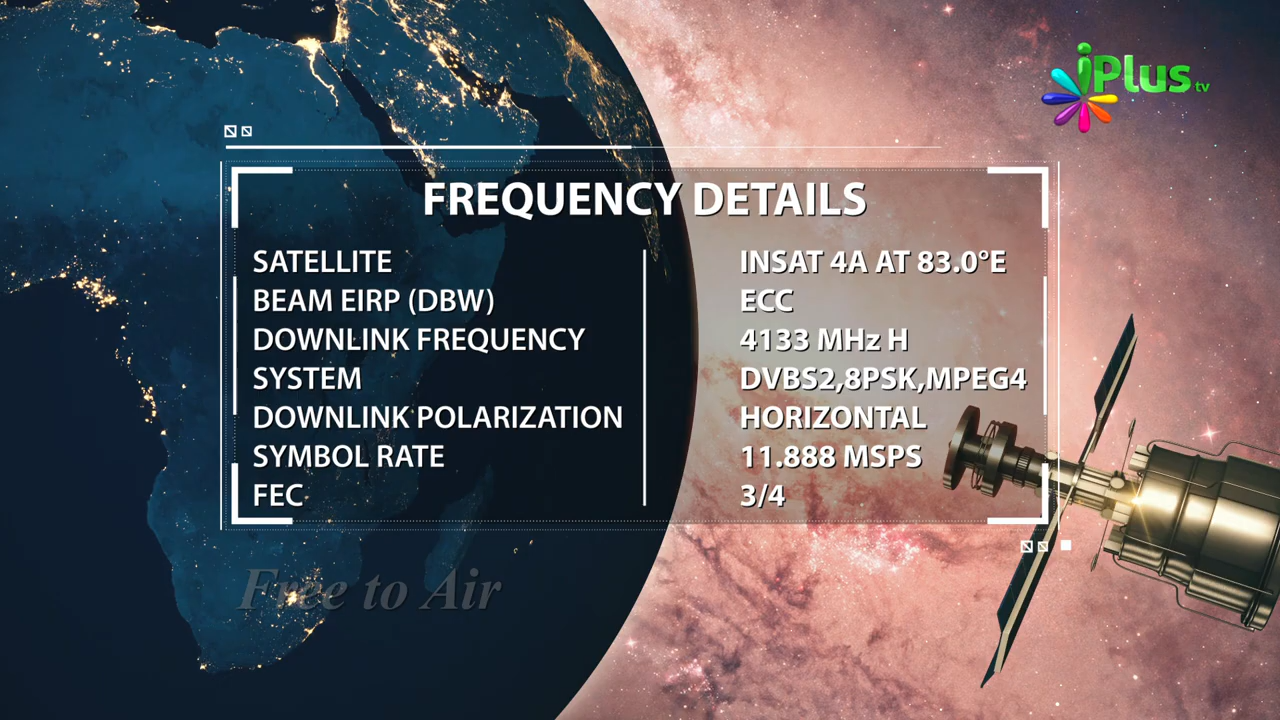 iPlus tv
FREQUENCY DETAILS
SATELLITE INSAT 4A AT 83.0°E
BEAM EIRP (DBW) ECC
DOWNLINK FREQUENCY 4133 MHz H
SYSTEM DVBS2,8PSK,MPEG4
DOWNLINK POLARIZATION HORIZONTAL
SYMBOL RATE 11.888 MSPS
FEC 3/4
Free to Air